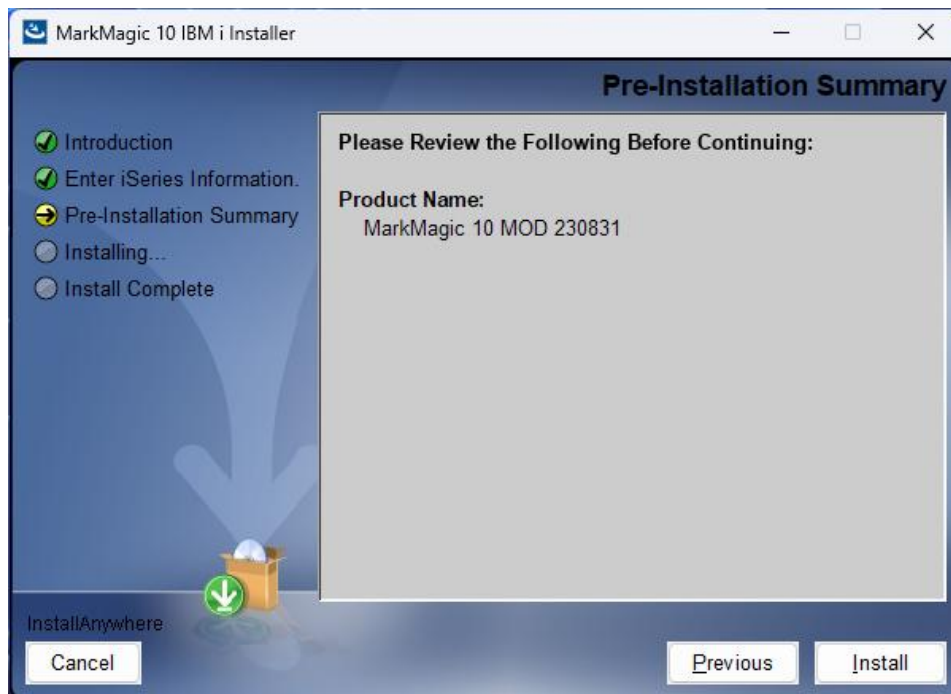 MarkMagic 10 IBM i Installer
Pre-Installation Summary
Introduction
Enter iSeries Information.
Pre-Installation Summary
Installing...
Install Complete
Please Review the Following Before Continuing:
Product Name:
MarkMagic 10 MOD 230831
InstallAnywhere
Cancel
Previous
Install